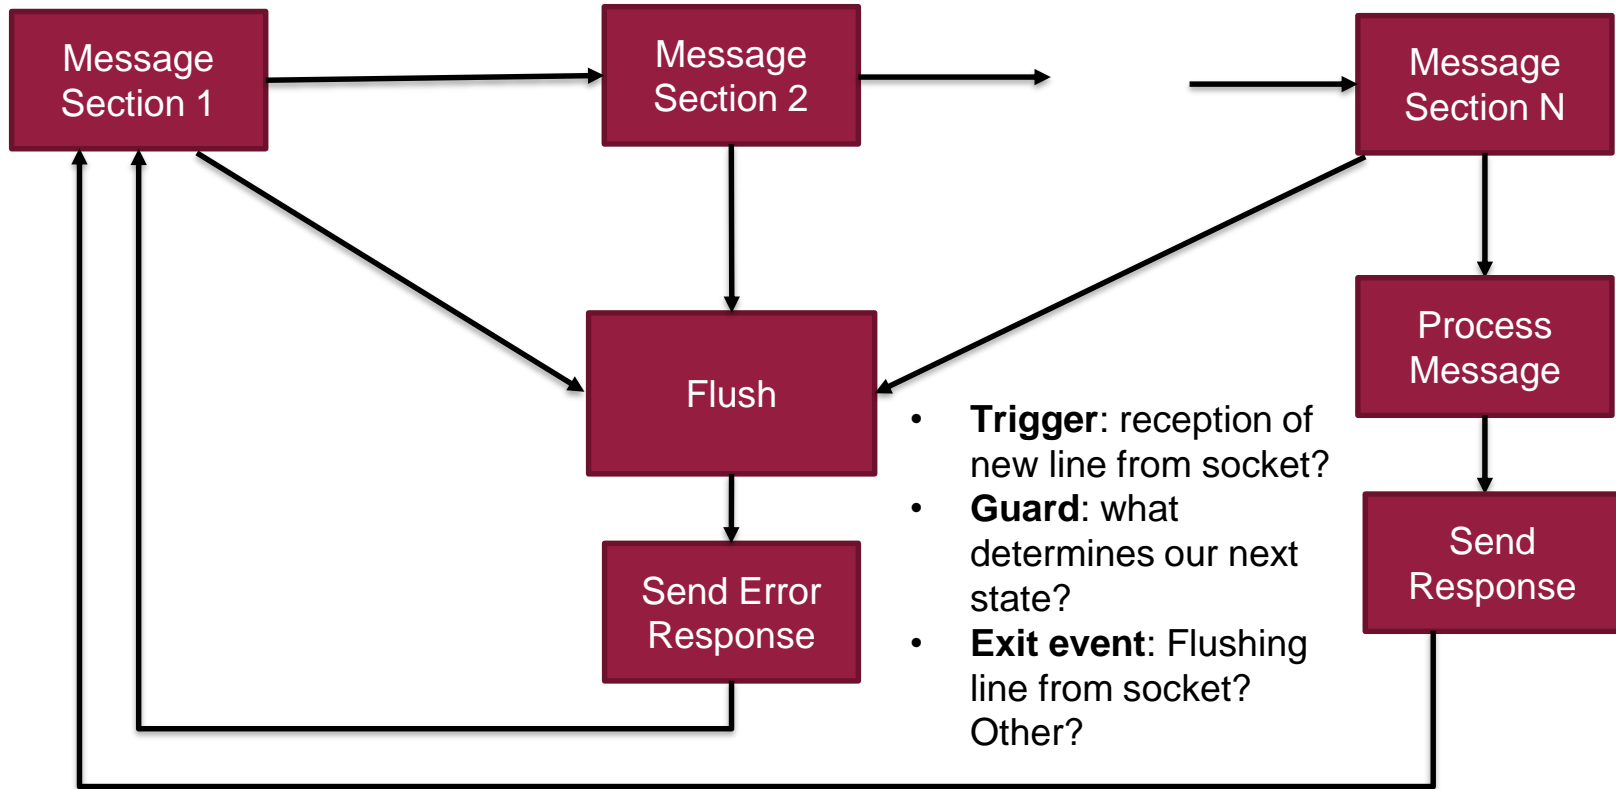 Message
Section 1
Message
Section 2
Message
Section N
Flush
Process
Message
• Trigger: reception of
new line from socket?
• Guard: what
determines our next
state?
• Exit event: Flushing
line from socket?
Other?
Send Error
Response
Send
Response